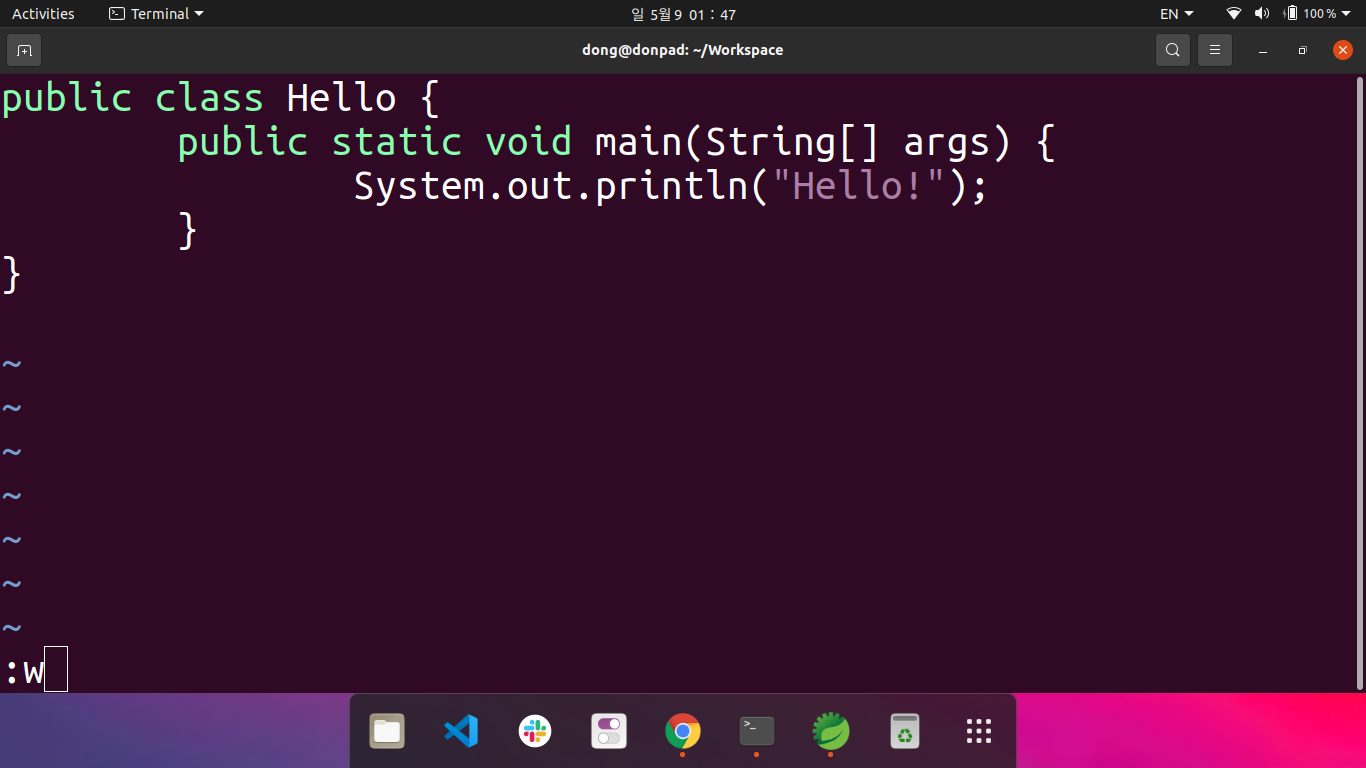 Activities Terminal 일 5월 9 01 : 47 EN 100 %
dong@donpad: ~/Workspace
public class Hello {
public static void main(String[] args) {
System.out.println("Hello!");
}
}
~
~
~
~
~
~
~
:w
>_